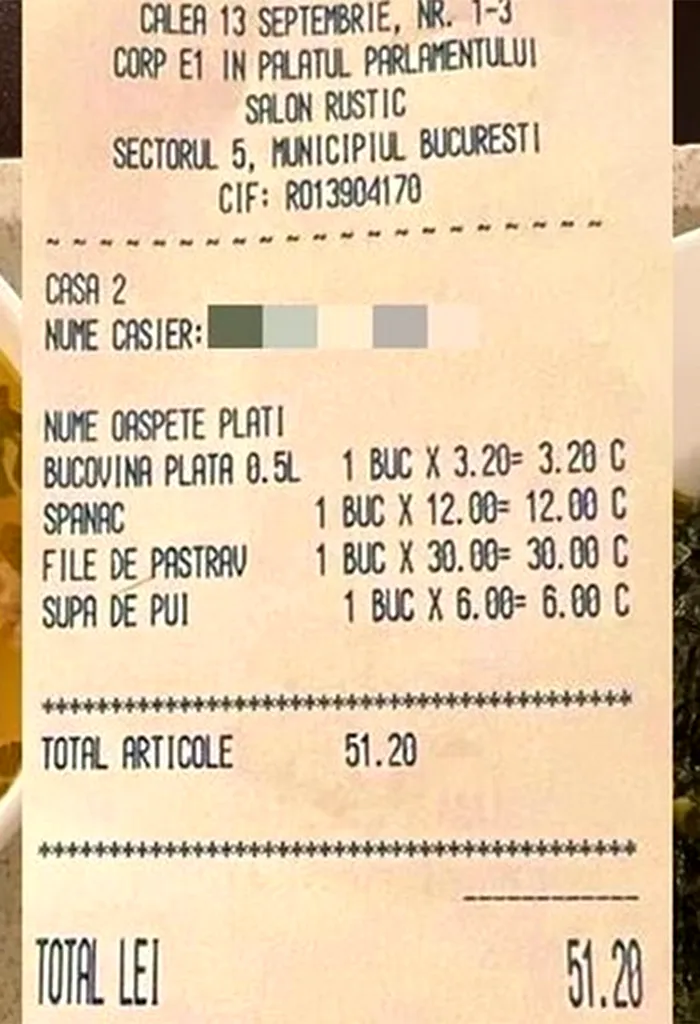 CALEA 13 SEPTEMBRIE, NR. 1-3
CORP E1 IN PALATUL PARLAMENTULUI
SALON RUSTIC
SECTORUL 5, MUNICIPIUL BUCURESTI
CIF: RO13904170
~ ~ ~ ~ ~ ~ ~ ~ ~ ~ ~ ~ ~ ~ ~ ~ ~ ~ ~ ~ ~
CASA 2
NUME CASIER:
NUME OASPETE PLATI
BUCOVINA PLATA 0.5L 1 BUC X 3.20= 3.20 C
SPANAC 1 BUC X 12.00= 12.00 C
FILE DE PASTRAV 1 BUC X 30.00= 30.00 C
SUPA DE PUI 1 BUC X 6.00= 6.00 C
******************************************
TOTAL ARTICOLE 51.20
******************************************
------------
TOTAL LEI 51.20